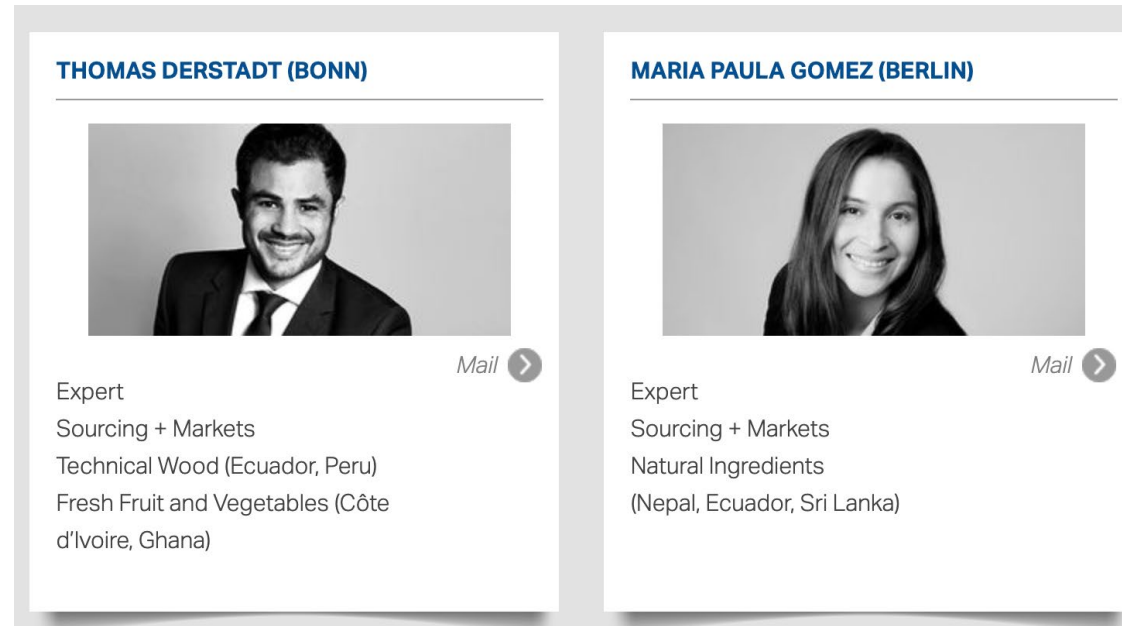 THOMAS DERSTADT (BONN)
Mail
Expert
Sourcing + Markets
Technical Wood (Ecuador, Peru)
Fresh Fruit and Vegetables (Côte
d'Ivoire, Ghana)
MARIA PAULA GOMEZ (BERLIN)
Mail
Expert
Sourcing + Markets
Natural Ingredients
(Nepal, Ecuador, Sri Lanka)